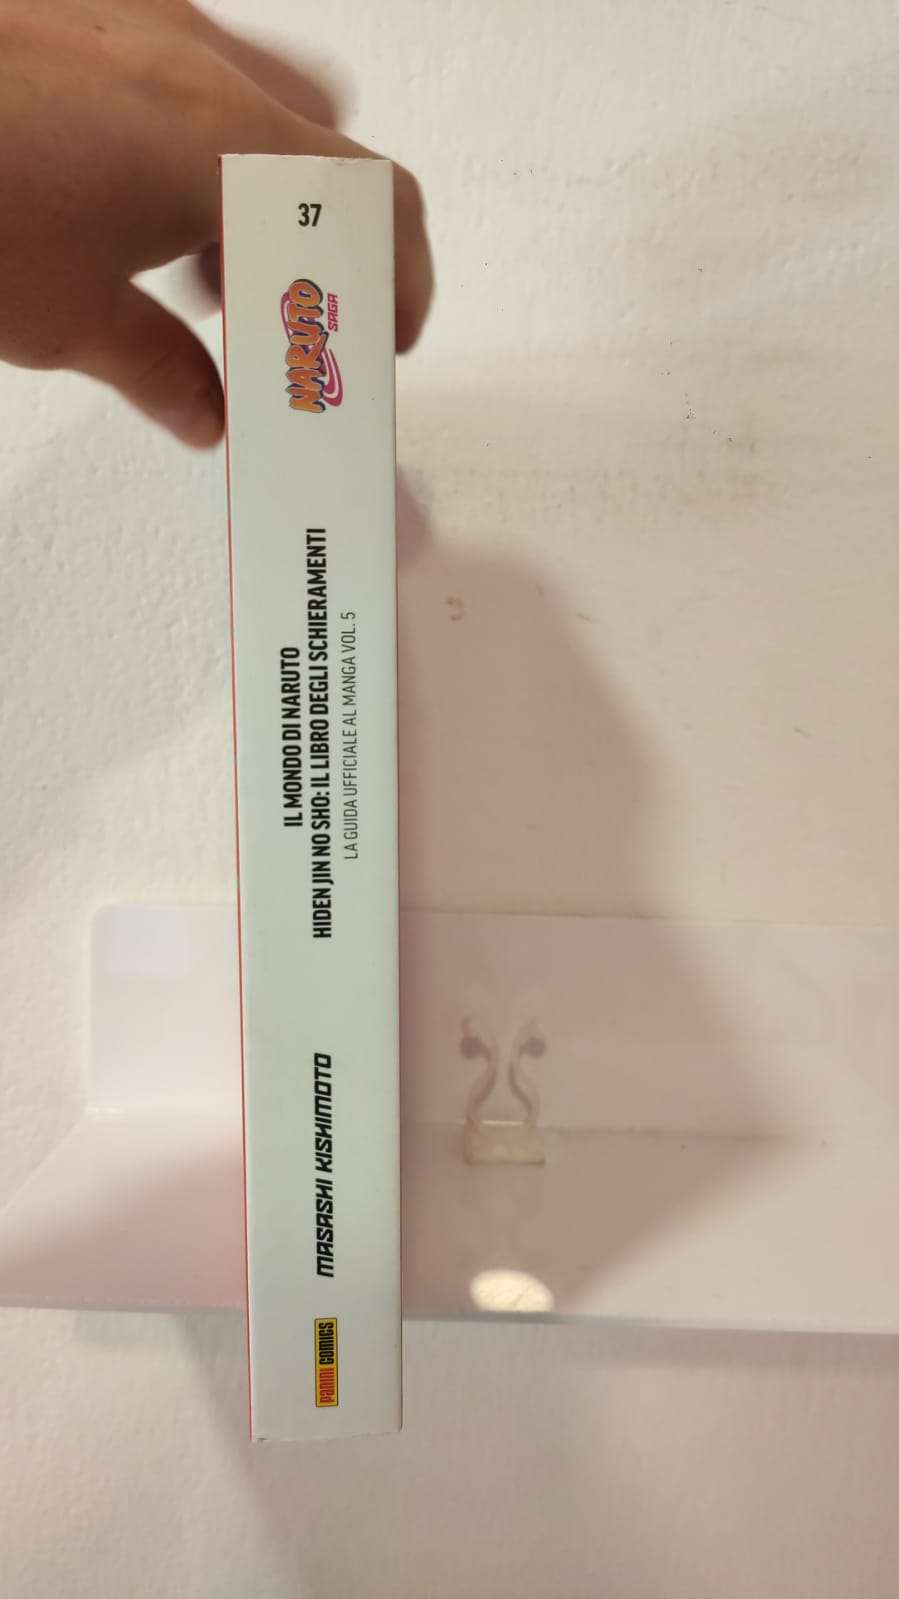 37
NARUTO
SAGA
IL MONDO DI NARUTO
HIDEN JIN NO SHO: IL LIBRO DEGLI SCHIERAMENTI
LA GUIDA UFFICIALE AL MANGA VOL. 5
MASASHI KISHIMOTO
PANINI COMICS